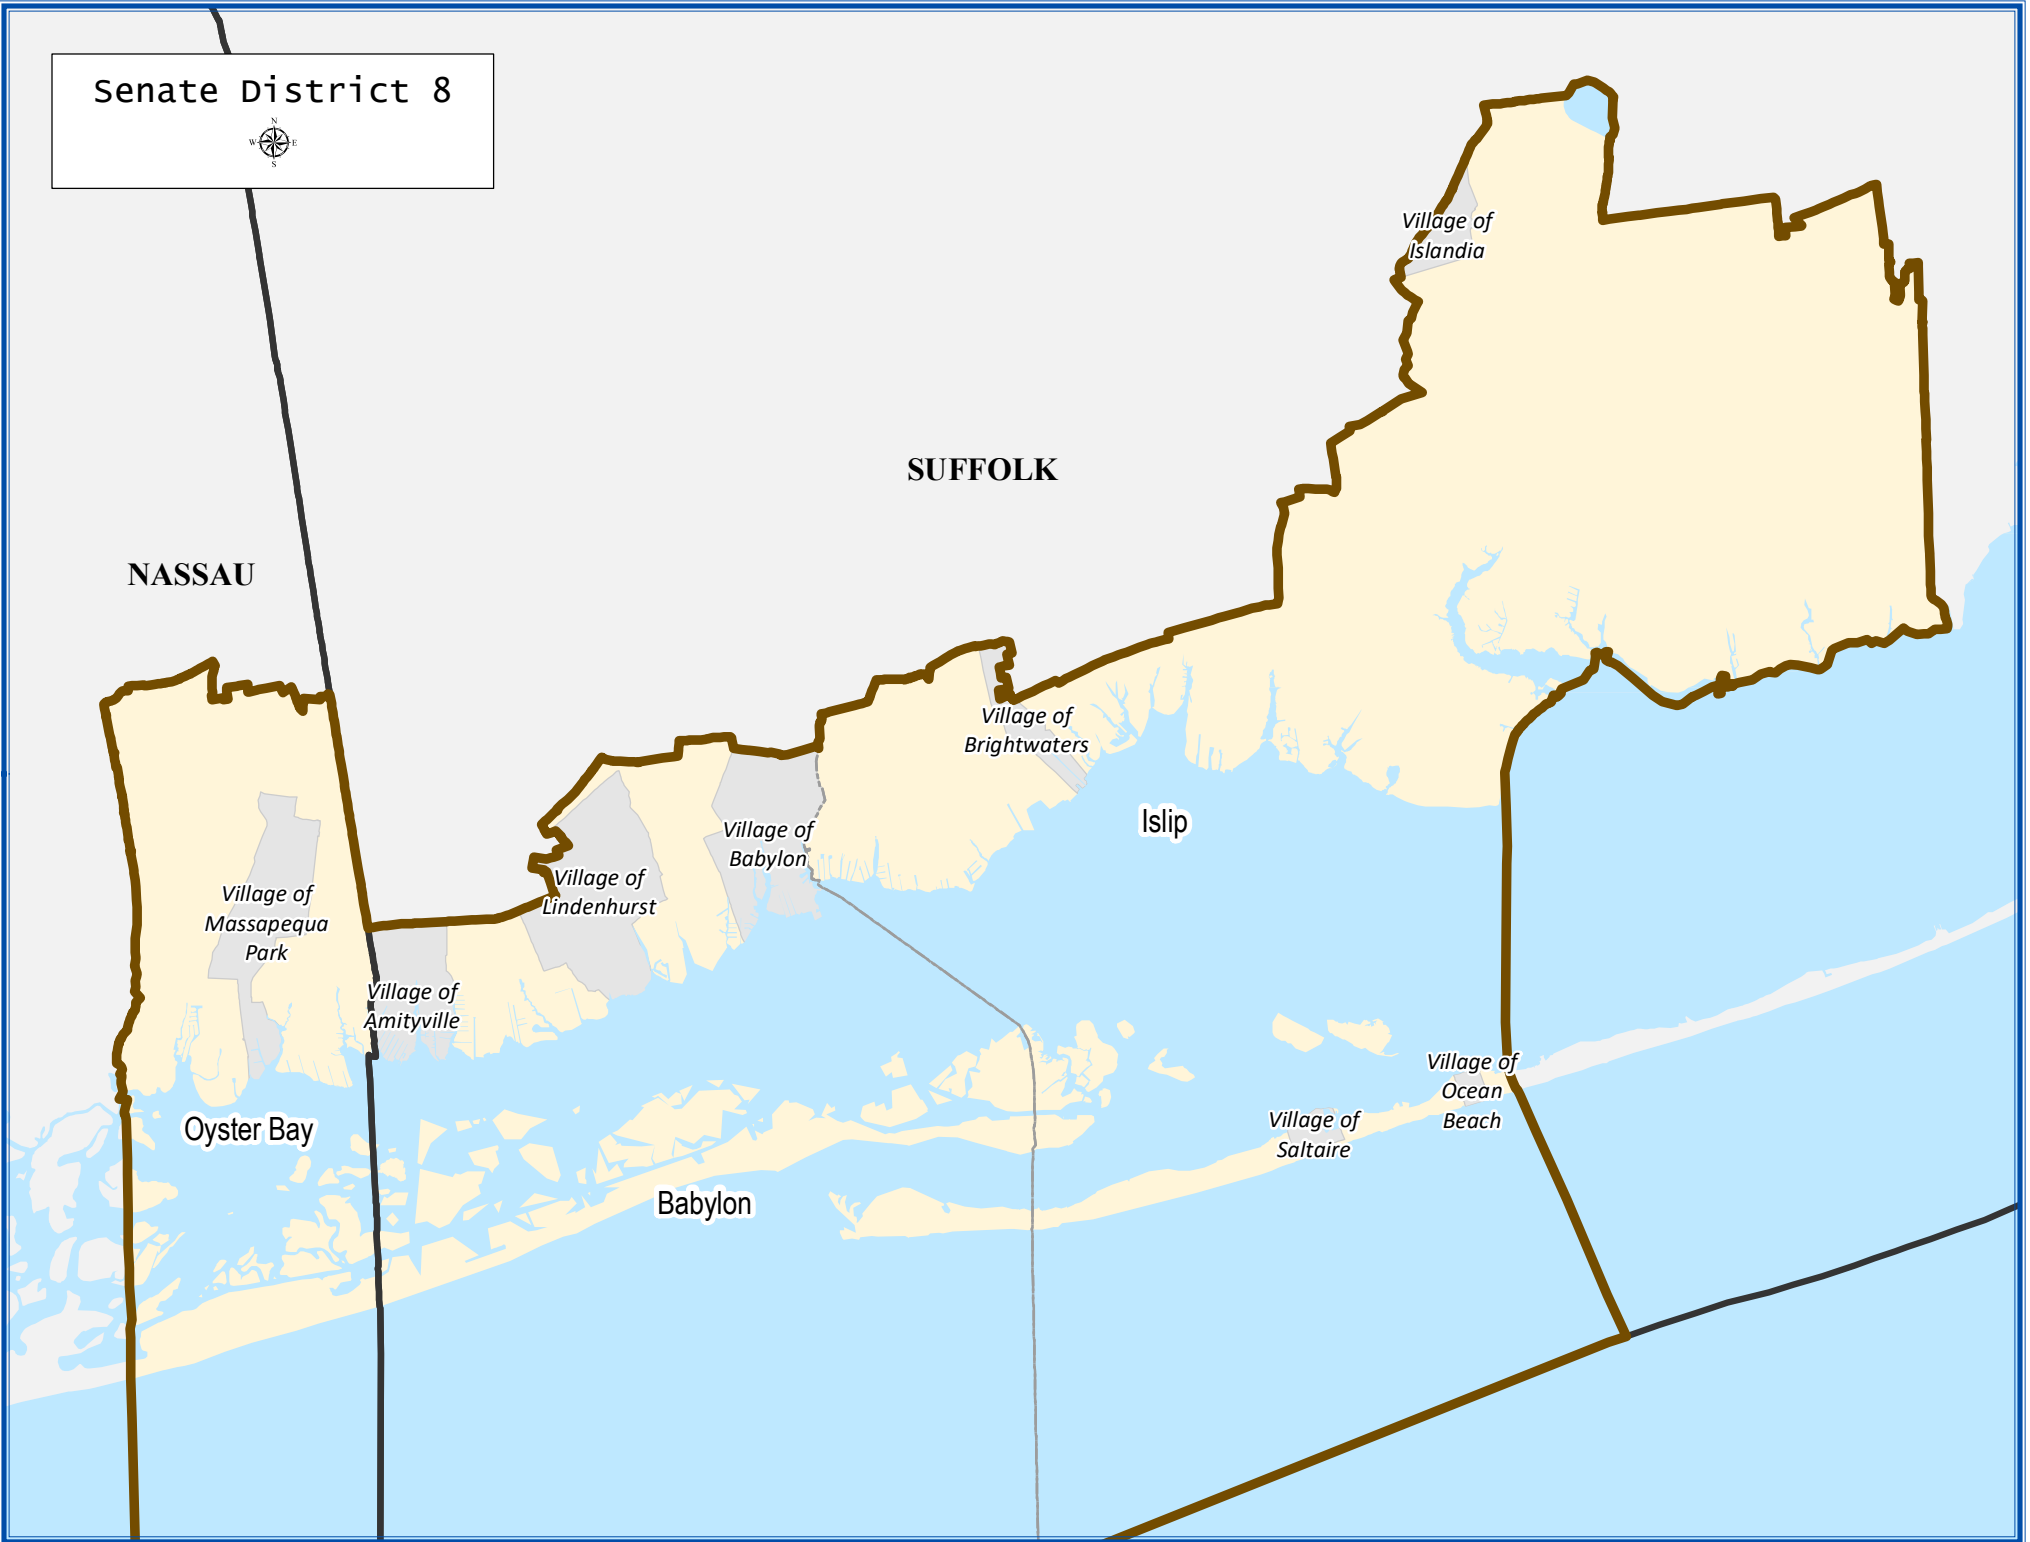 Senate District 8
N
W E
S
Village of
Islandia
SUFFOLK
NASSAU
Village of
Brightwaters
Islip
Village of
Babylon
Village of
Lindenhurst
Village of
Massapequa
Park
Village of
Amityville
Village of
Ocean
Beach
Oyster Bay
Village of
Saltaire
Babylon